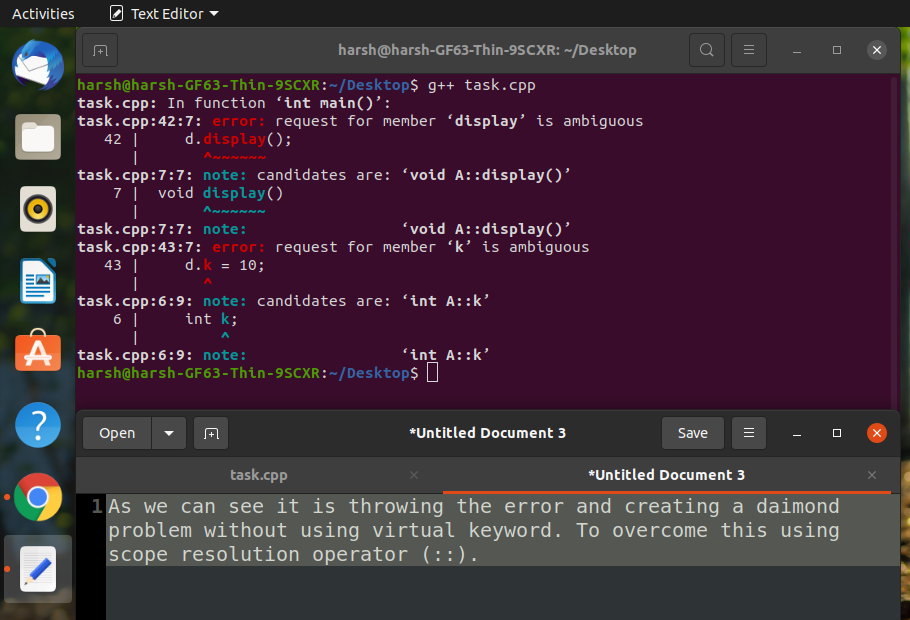 Activities Text Editor
harsh@harsh-GF63-Thin-9SCXR: ~/Desktop
harsh@harsh-GF63-Thin-9SCXR:~/Desktop$ g++ task.cpp
task.cpp: In function ‘int main()’:
task.cpp:42:7: error: request for member ‘display’ is ambiguous
42 | d.display();
| ^~~~~~~
task.cpp:7:7: note: candidates are: ‘void A::display()’
7 | void display()
| ^~~~~~~
task.cpp:7:7: note: ‘void A::display()’
task.cpp:43:7: error: request for member ‘k’ is ambiguous
43 | d.k = 10;
| ^
task.cpp:6:9: note: candidates are: ‘int A::k’
6 | int k;
| ^
task.cpp:6:9: note: ‘int A::k’
harsh@harsh-GF63-Thin-9SCXR:~/Desktop$
Open *Untitled Document 3 Save
task.cpp *Untitled Document 3
1 As we can see it is throwing the error and creating a daimond
problem without using virtual keyword. To overcome this using
scope resolution operator (::).